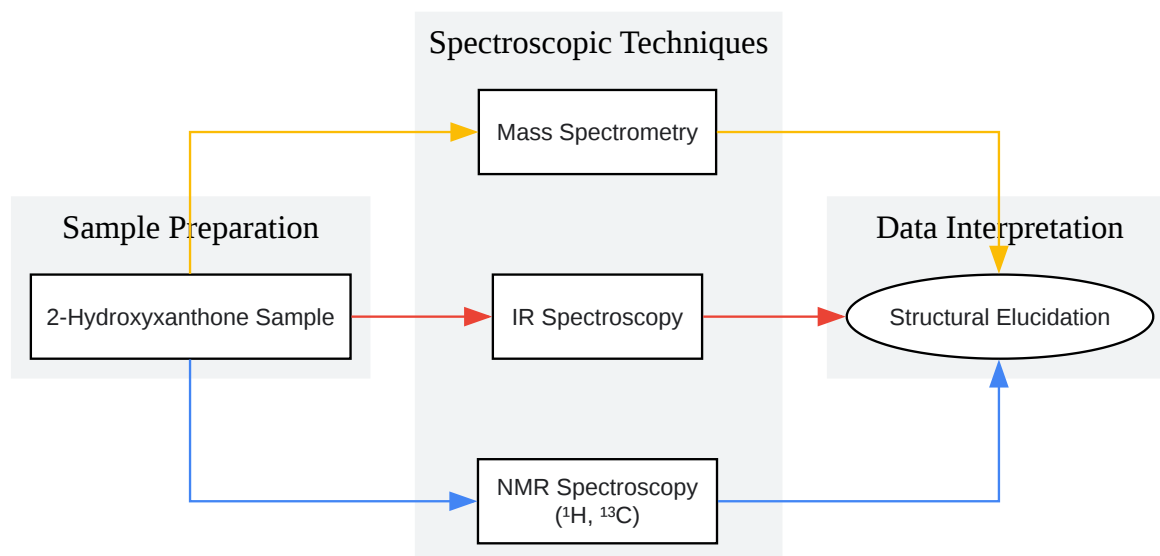 Spectroscopic Techniques
Mass Spectrometry
Sample Preparation
Data Interpretation
2-Hydroxyxanthone Sample
IR Spectroscopy
Structural Elucidation
NMR Spectroscopy
(¹H, ¹³C)